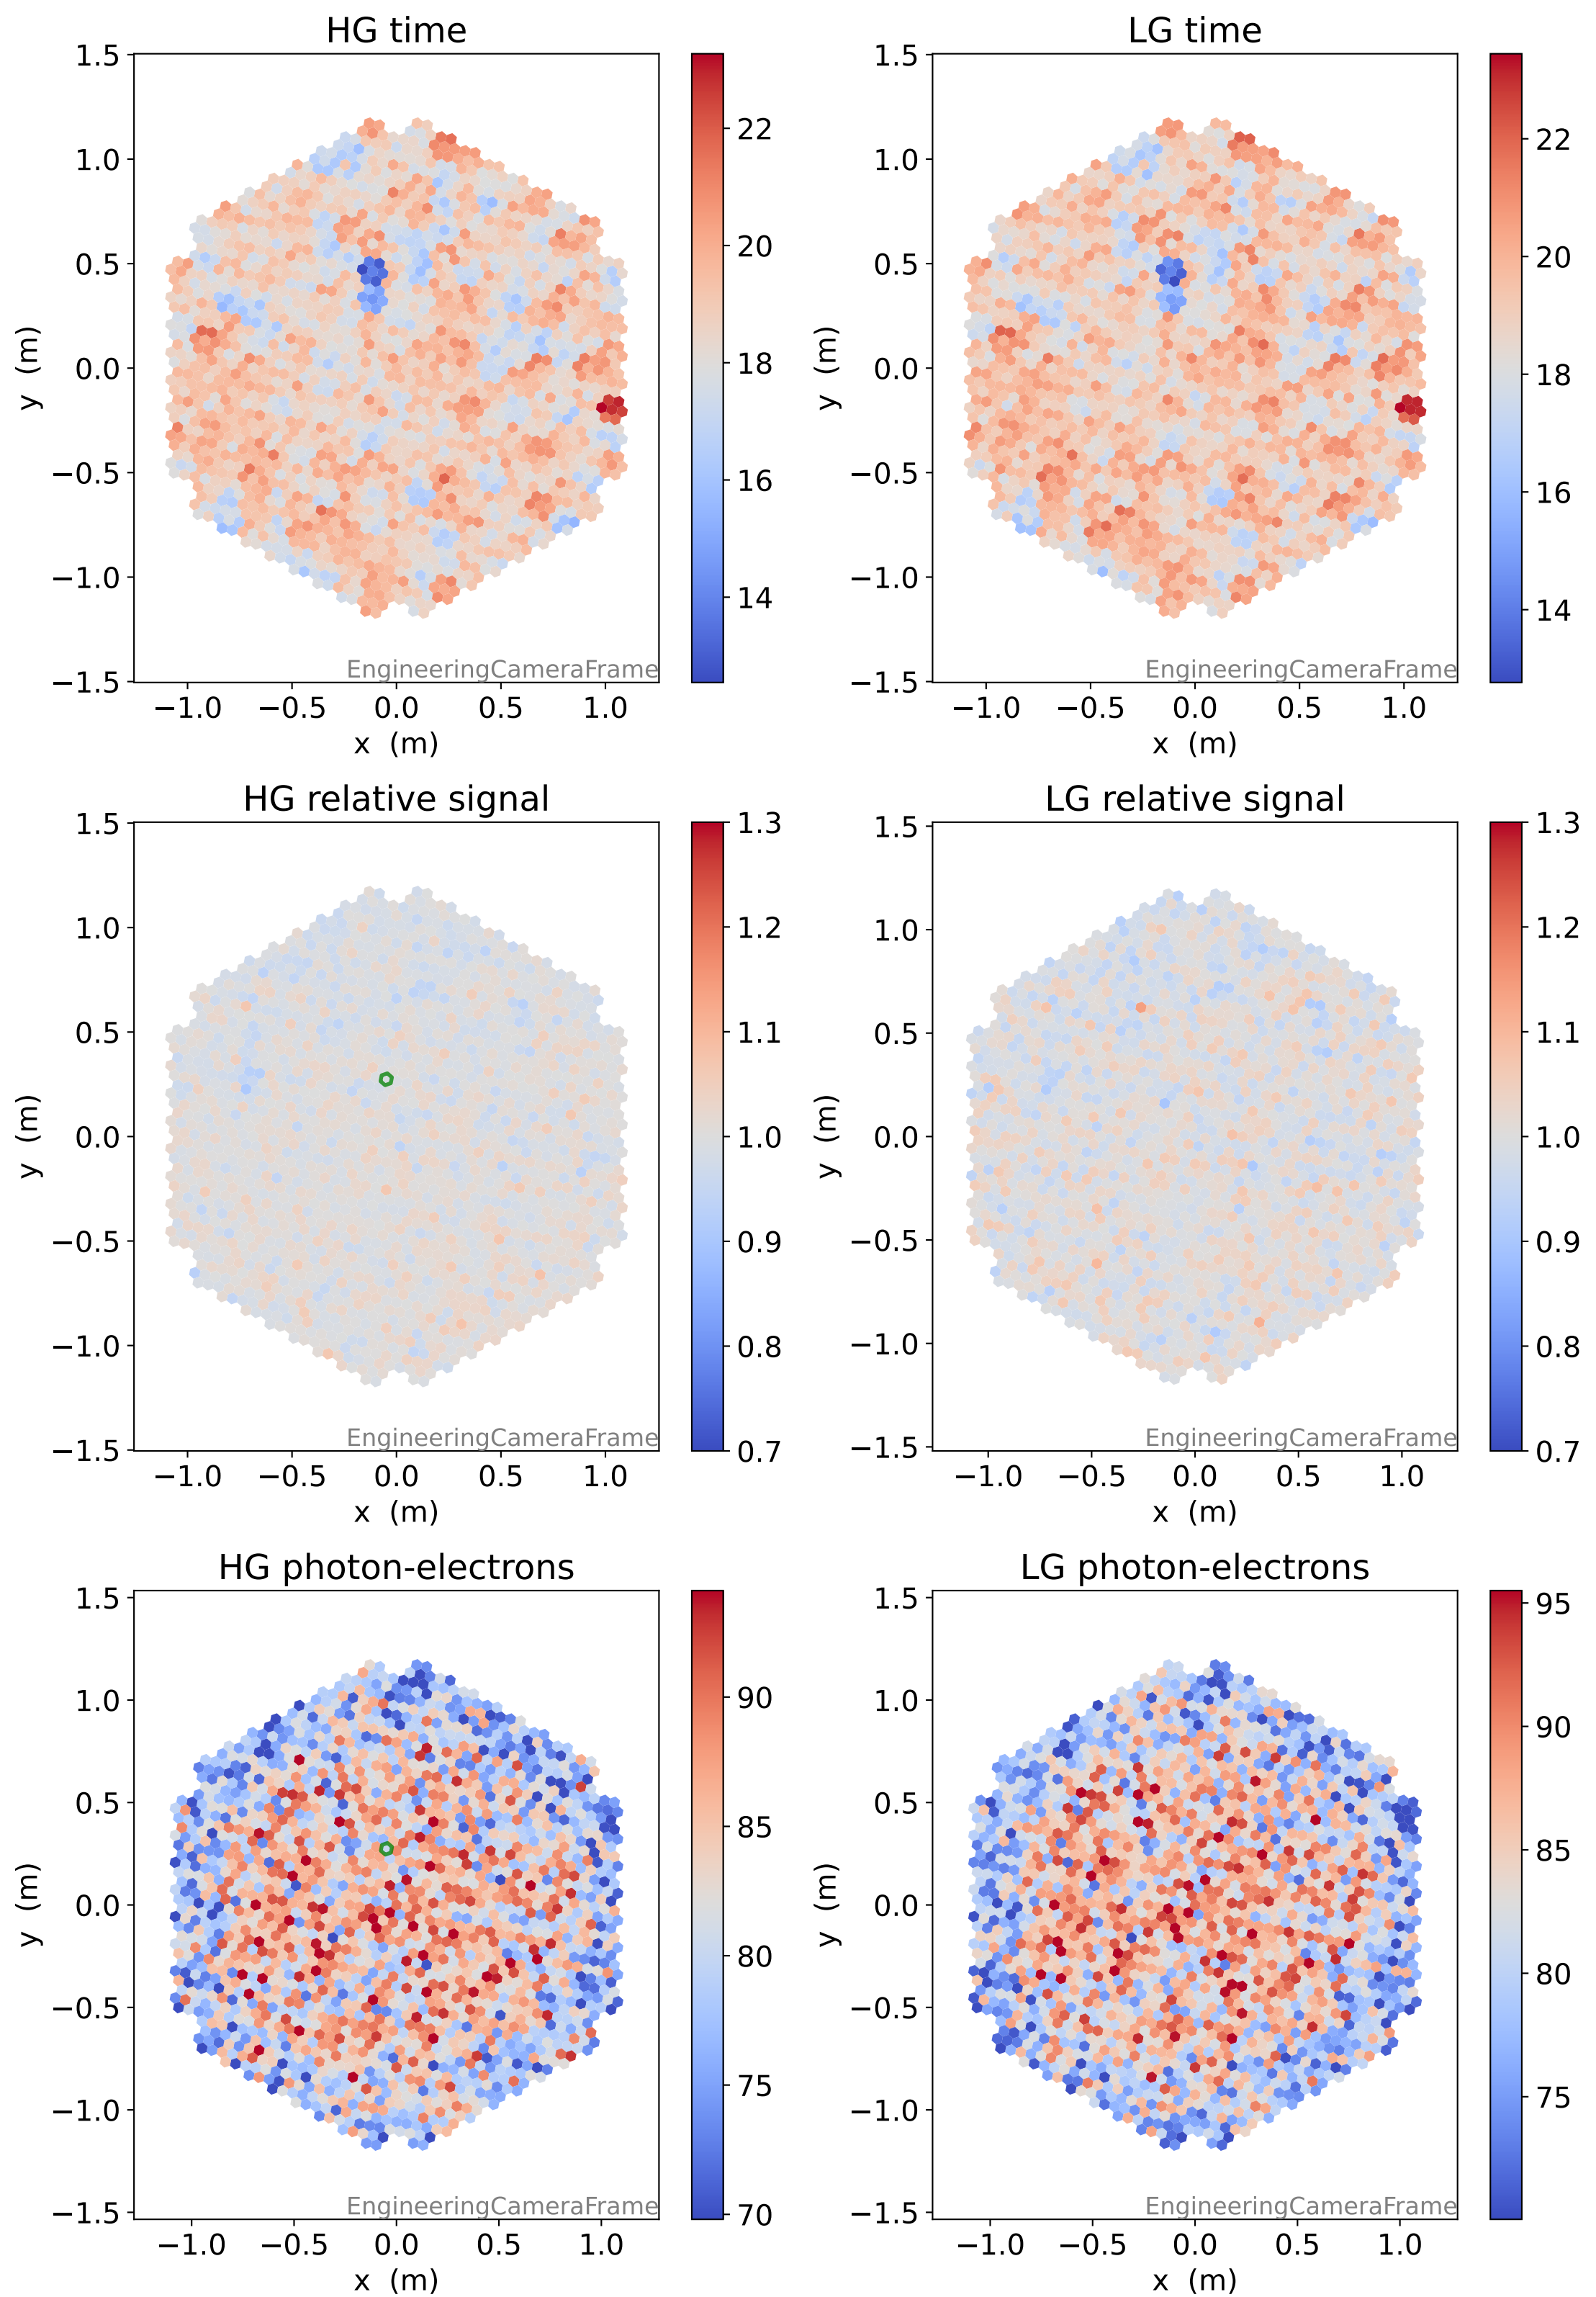 HG time
LG time
1.5
1.0
0.5
0.0
−0.5
−1.0
−1.5
y (m)
−1.0 −0.5 0.0 0.5 1.0
x (m)
EngineeringCameraFrame
22
20
18
16
14
1.5
1.0
0.5
0.0
−0.5
−1.0
−1.5
y (m)
−1.0 −0.5 0.0 0.5 1.0
x (m)
EngineeringCameraFrame
22
20
18
16
14
HG relative signal
LG relative signal
1.5
1.0
0.5
0.0
−0.5
−1.0
−1.5
y (m)
−1.0 −0.5 0.0 0.5 1.0
x (m)
EngineeringCameraFrame
1.3
1.2
1.1
1.0
0.9
0.8
0.7
1.5
1.0
0.5
0.0
−0.5
−1.0
−1.5
y (m)
−1.0 −0.5 0.0 0.5 1.0
x (m)
EngineeringCameraFrame
1.3
1.2
1.1
1.0
0.9
0.8
0.7
HG photon-electrons
LG photon-electrons
1.5
1.0
0.5
0.0
−0.5
−1.0
−1.5
y (m)
−1.0 −0.5 0.0 0.5 1.0
x (m)
EngineeringCameraFrame
90
85
80
75
70
1.5
1.0
0.5
0.0
−0.5
−1.0
−1.5
y (m)
−1.0 −0.5 0.0 0.5 1.0
x (m)
EngineeringCameraFrame
95
90
85
80
75